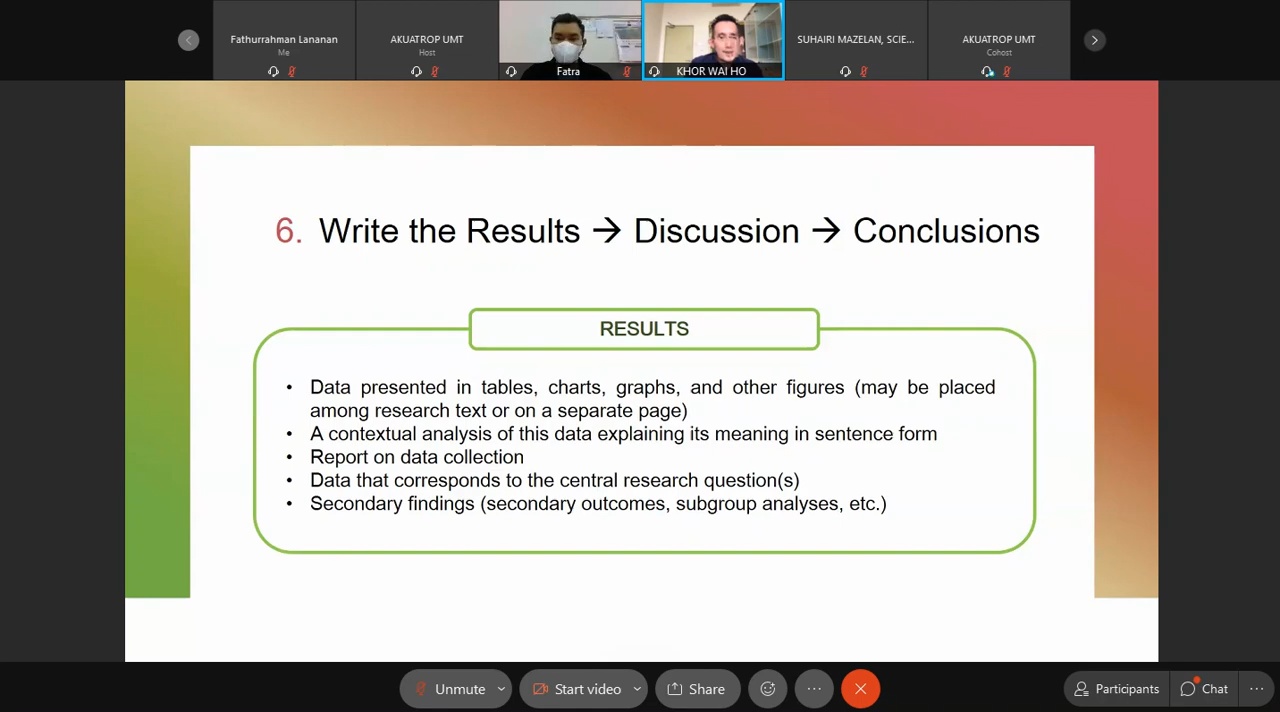 Fathurrahman Lananan
Me
AKUATROP UMT
Host
Fatra
KHOR WAI HO
SUHAIRI MAZELAN, SCIE...
AKUATROP UMT
Cohost
6. Write the Results → Discussion → Conclusions
RESULTS
• Data presented in tables, charts, graphs, and other figures (may be placed
among research text or on a separate page)
• A contextual analysis of this data explaining its meaning in sentence form
• Report on data collection
• Data that corresponds to the central research question(s)
• Secondary findings (secondary outcomes, subgroup analyses, etc.)
Unmute
Start video
Share
Participants
Chat